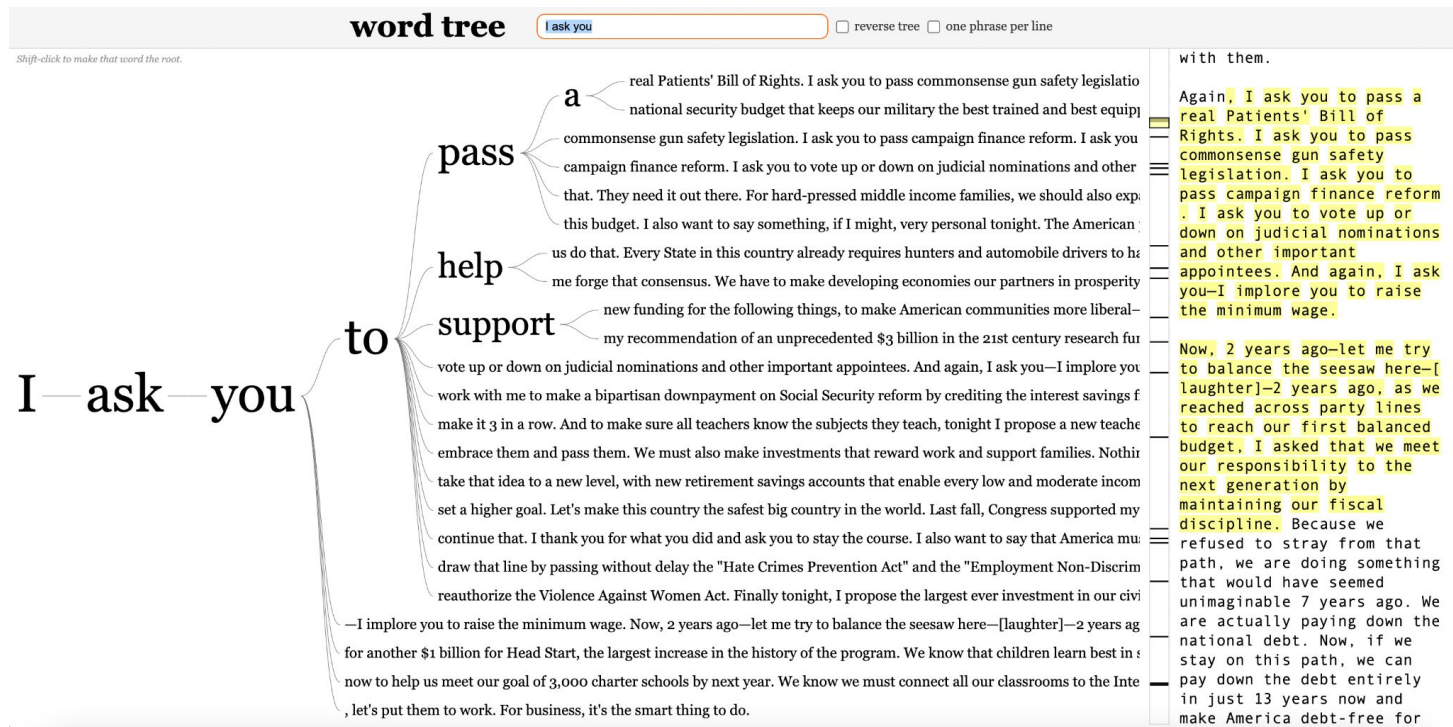 word tree
I ask you
reverse tree
one phrase per line
Shift-click to make that word the root.
I ask you
to
pass
a
real Patients' Bill of Rights. I ask you to pass commonsense gun safety legislatio
national security budget that keeps our military the best trained and best equipp
commonsense gun safety legislation. I ask you to pass campaign finance reform. I ask you
campaign finance reform. I ask you to vote up or down on judicial nominations and other
that. They need it out there. For hard-pressed middle income families, we should also exp
this budget. I also want to say something, if I might, very personal tonight. The American
help
us do that. Every State in this country already requires hunters and automobile drivers to ha
me forge that consensus. We have to make developing economies our partners in prosperity
support
new funding for the following things, to make American communities more liberal—
my recommendation of an unprecedented $3 billion in the 21st century research fur
vote up or down on judicial nominations and other important appointees. And again, I ask you—I implore you
work with me to make a bipartisan downpayment on Social Security reform by crediting the interest savings f
make it 3 in a row. And to make sure all teachers know the subjects they teach, tonight I propose a new teache
embrace them and pass them. We must also make investments that reward work and support families. Nothin
take that idea to a new level, with new retirement savings accounts that enable every low and moderate incom
set a higher goal. Let's make this country the safest big country in the world. Last fall, Congress supported my
continue that. I thank you for what you did and ask you to stay the course. I also want to say that America mu
draw that line by passing without delay the "Hate Crimes Prevention Act" and the "Employment Non-Discrim
reauthorize the Violence Against Women Act. Finally tonight, I propose the largest ever investment in our civi
—I implore you to raise the minimum wage. Now, 2 years ago—let me try to balance the seesaw here—[laughter]—2 years ag
for another $1 billion for Head Start, the largest increase in the history of the program. We know that children learn best in s
now to help us meet our goal of 3,000 charter schools by next year. We know we must connect all our classrooms to the Inte
, let's put them to work. For business, it's the smart thing to do.
with them.
Again, I ask you to pass a
real Patients' Bill of
Rights. I ask you to pass
commonsense gun safety
legislation. I ask you to
pass campaign finance reform
. I ask you to vote up or
down on judicial nominations
and other important
appointees. And again, I ask
you—I implore you to raise
the minimum wage.
Now, 2 years ago—let me try
to balance the seesaw here—[
laughter]—2 years ago, as we
reached across party lines
to reach our first balanced
budget, I asked that we meet
our responsibility to the
next generation by
maintaining our fiscal
discipline. Because we
refused to stray from that
path, we are doing something
that would have seemed
unimaginable 7 years ago. We
are actually paying down the
national debt. Now, if we
stay on this path, we can
pay down the debt entirely
in just 13 years now and
make America debt-free for